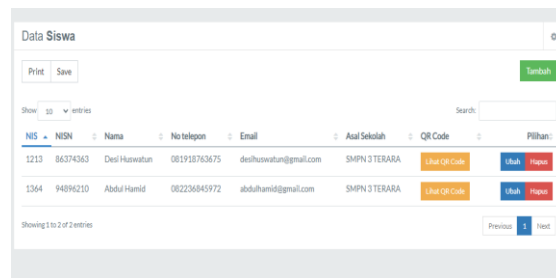 Data Siswa
Print Save Tambah
Show 10 entries Search:
NIS NISN Nama No telepon Email Asal Sekolah QR Code Pilihan
1213 86374363 Desi Huswatun 081918763675 desihuswatun@gmail.com SMPN 3 TERARA Lihat QR Code Ubah Hapus
1364 94896210 Abdul Hamid 082236845972 abdulhamid@gmail.com SMPN 3 TERARA Lihat QR Code Ubah Hapus
Showing 1 to 2 of 2 entries Previous 1 Next